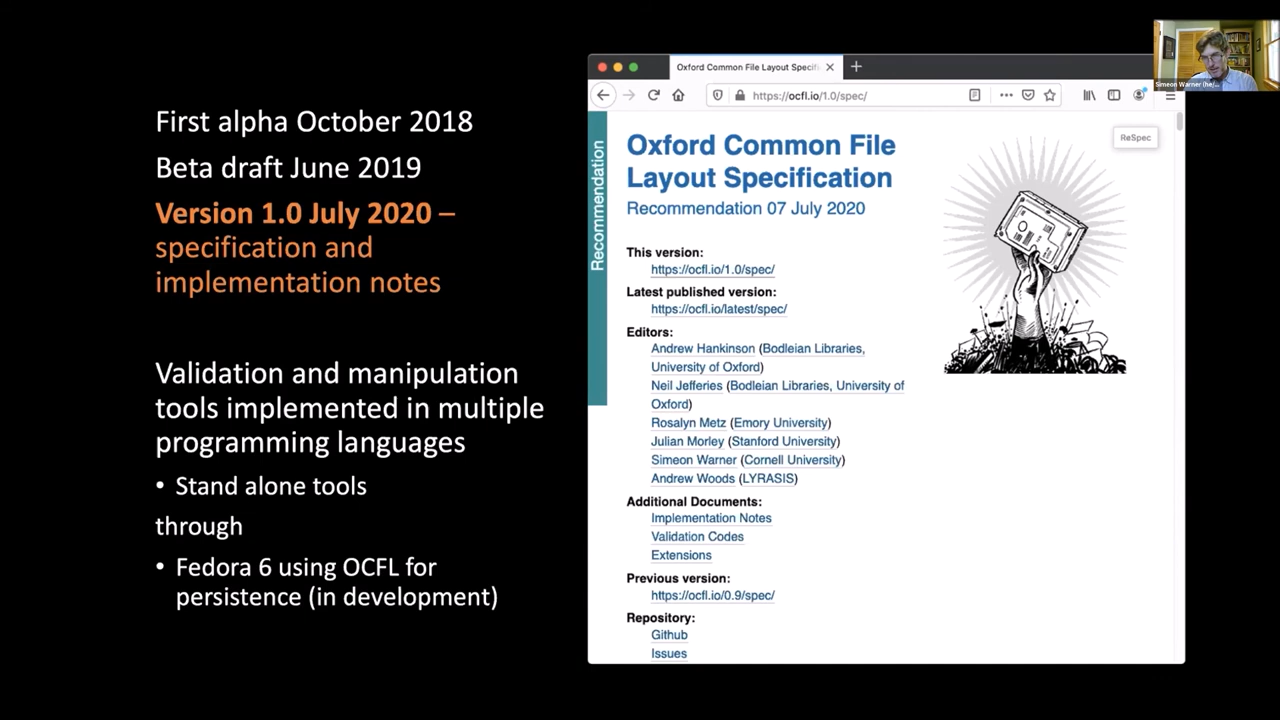 First alpha October 2018
Beta draft June 2019
Version 1.0 July 2020 –
specification and
implementation notes
Validation and manipulation
tools implemented in multiple
programming languages
• Stand alone tools
through
• Fedora 6 using OCFL for
persistence (in development)
Oxford Common File Layout Specifi
https://ocfl.io/1.0/spec/
Recommendation
Oxford Common File
Layout Specification
Recommendation 07 July 2020
ReSpec
This version:
https://ocfl.io/1.0/spec/
Latest published version:
https://ocfl.io/latest/spec/
Editors:
Andrew Hankinson (Bodleian Libraries,
University of Oxford)
Neil Jefferies (Bodleian Libraries, University of
Oxford)
Rosalyn Metz (Emory University)
Julian Morley (Stanford University)
Simeon Warner (Cornell University)
Andrew Woods (LYRASIS)
Additional Documents:
Implementation Notes
Validation Codes
Extensions
Previous version:
https://ocfl.io/0.9/spec/
Repository:
Github
Issues
Simeon Warner (he/...